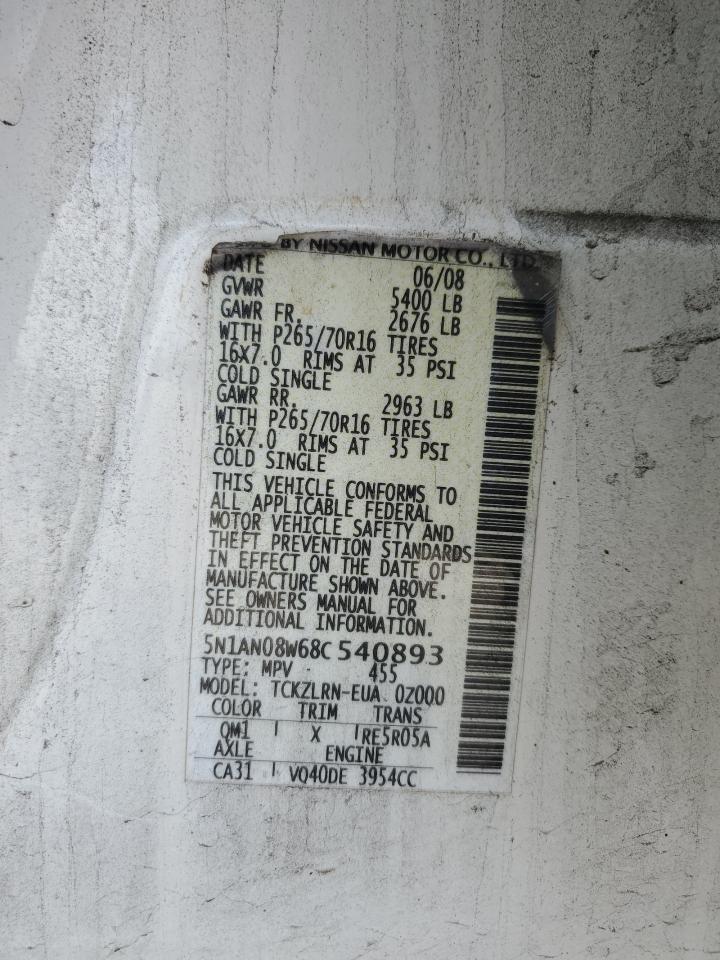 BY NISSAN MOTOR CO., LTD.
DATE 06/08
GVWR 5400 LB
GAWR FR. 2676 LB
WITH P265/70R16 TIRES
16X7.0 RIMS AT 35 PSI
COLD SINGLE
GAWR RR. 2963 LB
WITH P265/70R16 TIRES
16X7.0 RIMS AT 35 PSI
COLD SINGLE
THIS VEHICLE CONFORMS TO
ALL APPLICABLE FEDERAL
MOTOR VEHICLE SAFETY AND
THEFT PREVENTION STANDARDS
IN EFFECT ON THE DATE OF
MANUFACTURE SHOWN ABOVE.
SEE OWNERS MANUAL FOR
ADDITIONAL INFORMATION.
5N1AN08W68C540893
TYPE: MPV 455
MODEL: TCKZLRN-EUA 0Z000
COLOR TRIM TRANS
QM1 X RE5R05A
AXLE ENGINE
CA31 VQ40DE 3954CC